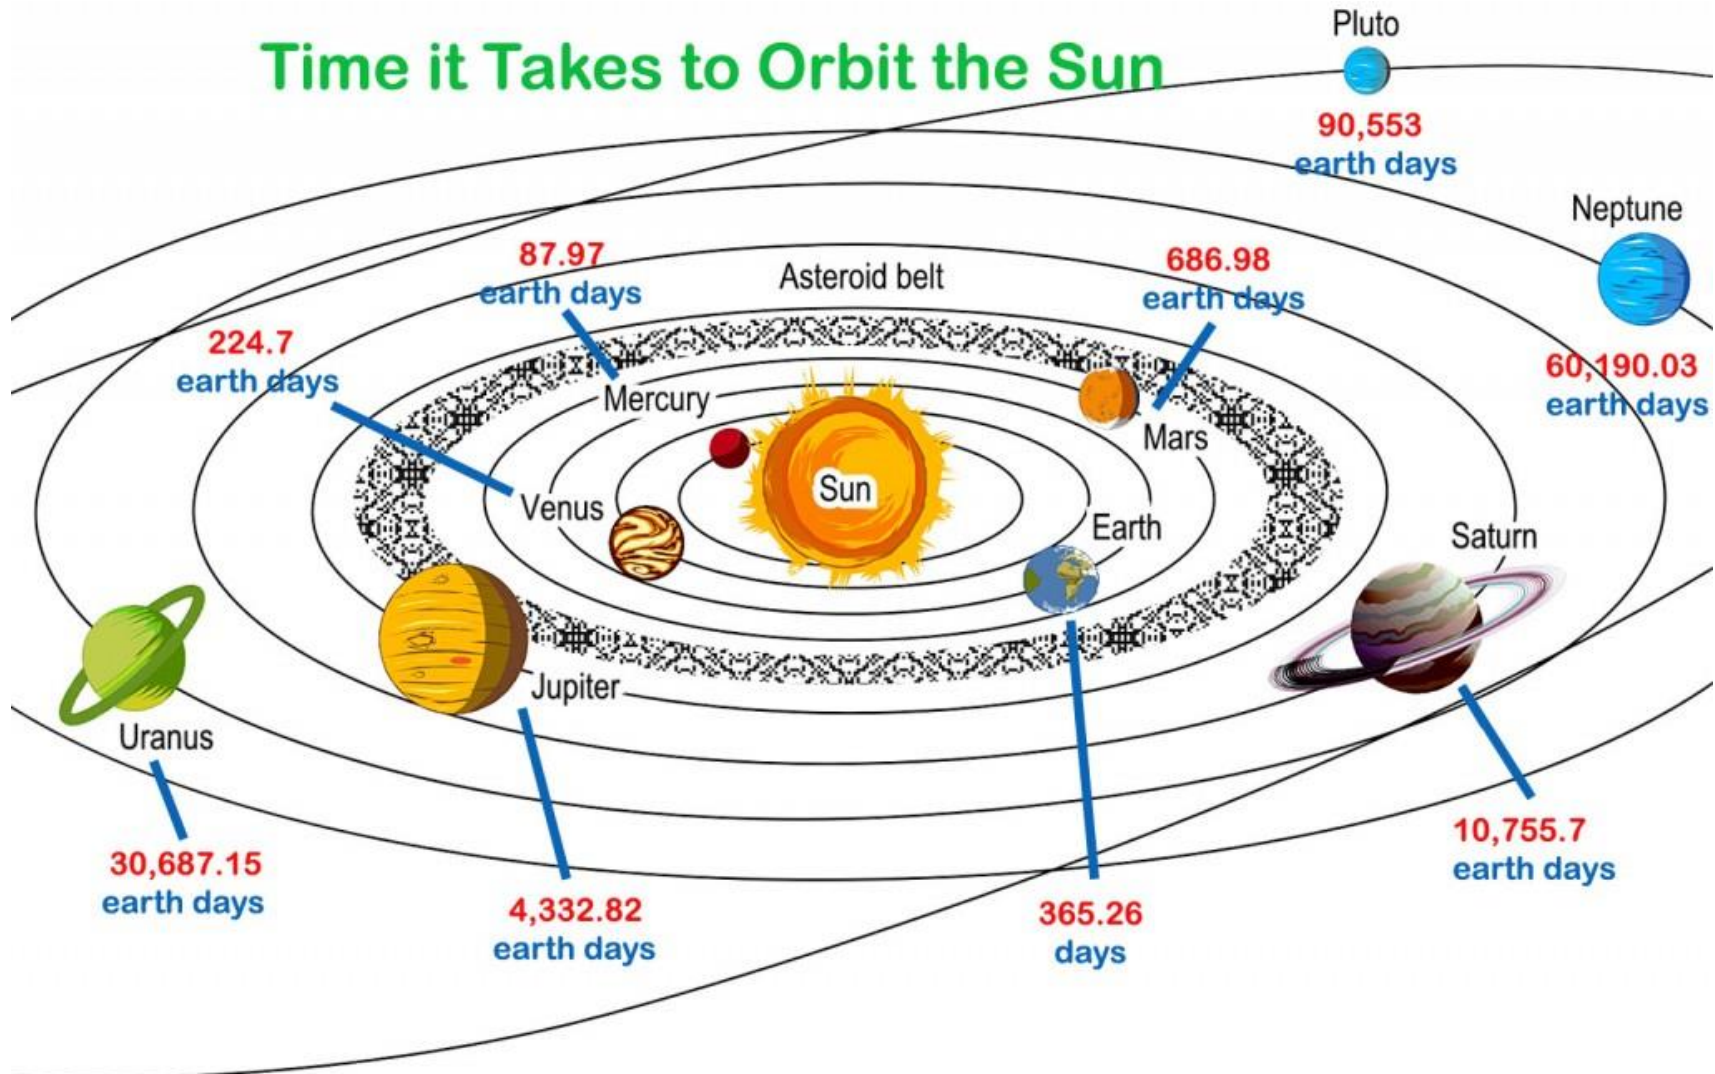 Time it Takes to Orbit the Sun
Pluto
90,553
earth days
Neptune
60,190.03
earth days
87.97
earth days
Mercury
Asteroid belt
686.98
earth days
Mars
224.7
earth days
Venus
Sun
Earth
365.26
days
Saturn
10,755.7
earth days
Jupiter
4,332.82
earth days
Uranus
30,687.15
earth days